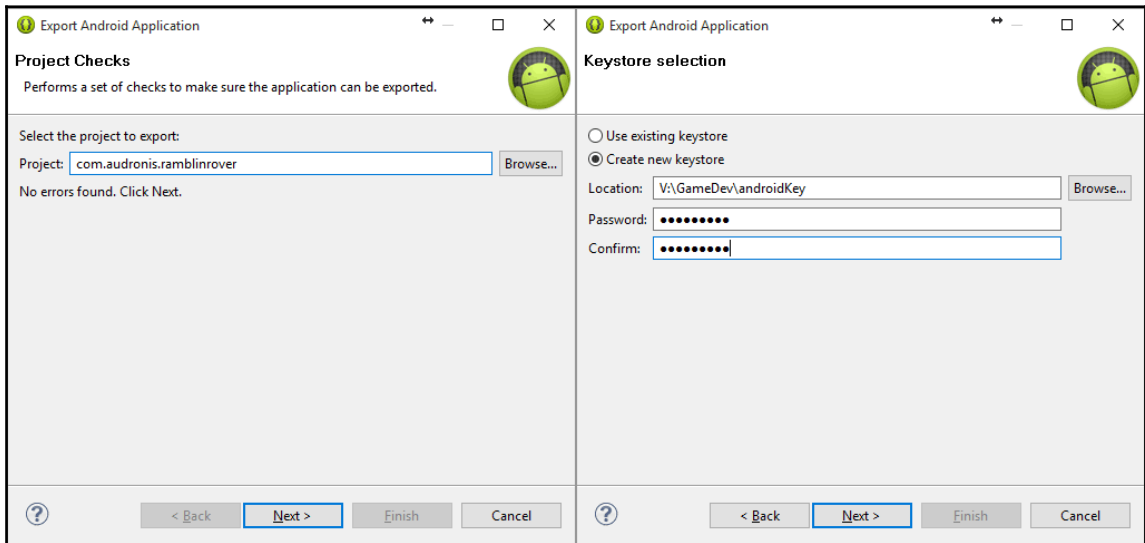 Export Android Application
Project Checks
Performs a set of checks to make sure the application can be exported.
Select the project to export:
Project: com.audronis.ramblinrover Browse...
No errors found. Click Next.
? < Back Next > Finish Cancel
Export Android Application
Keystore selection
Use existing keystore
Create new keystore
Location: V:\GameDev\androidKey Browse...
Password: ●●●●●●●●●
Confirm: ●●●●●●●●●
? < Back Next > Finish Cancel